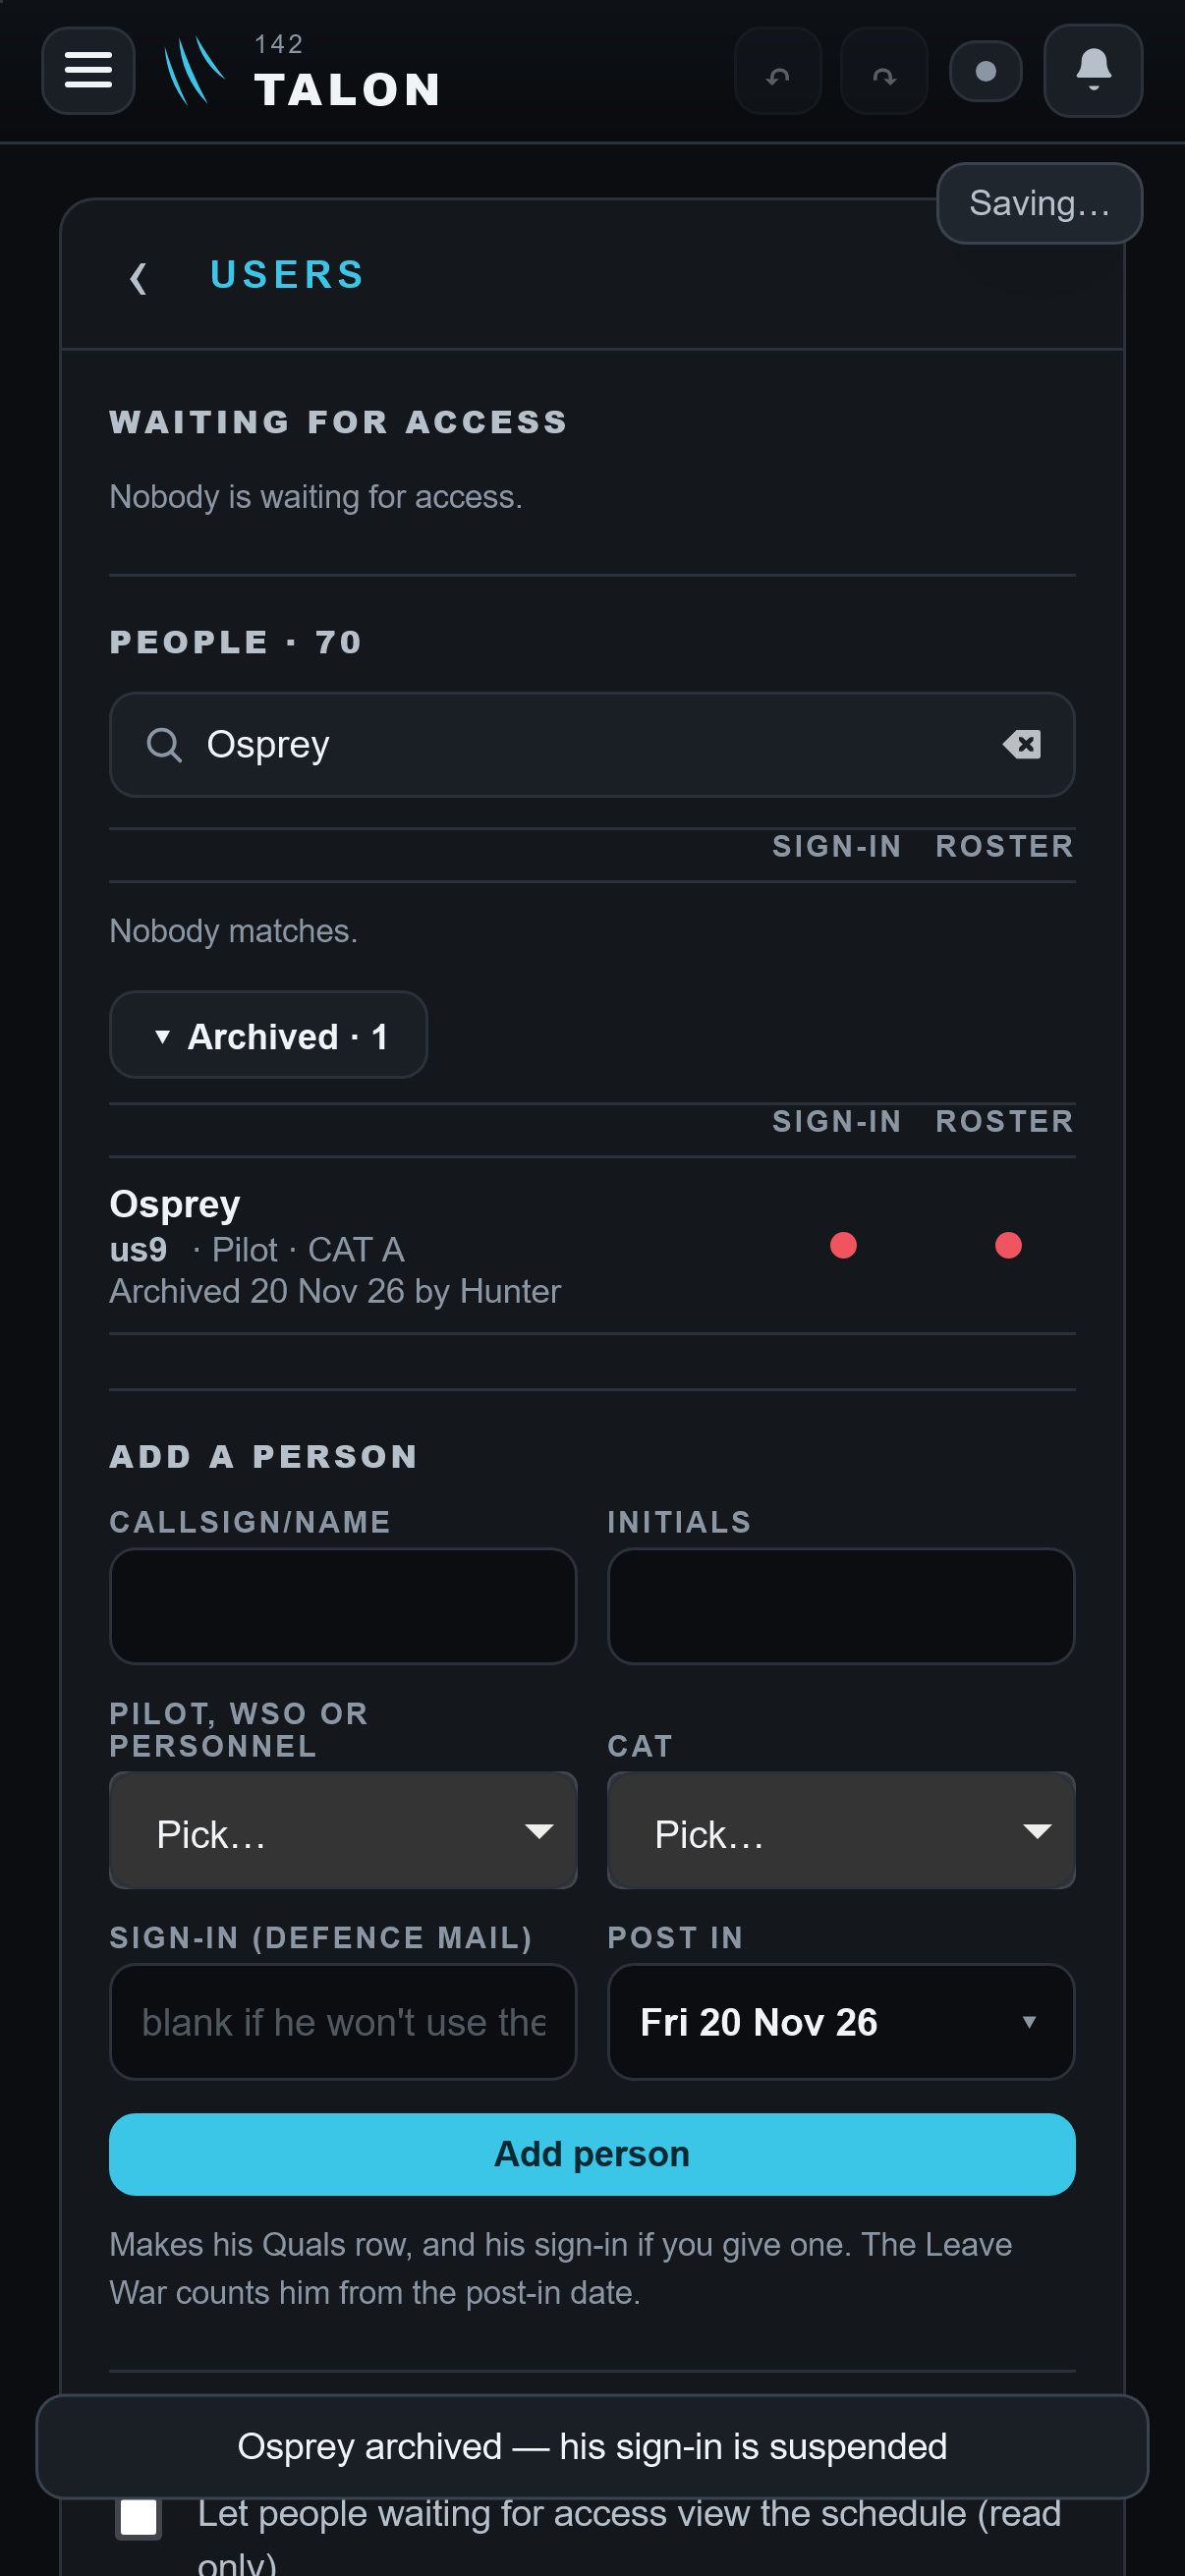 142
TALON
Saving...
USERS
WAITING FOR ACCESS
Nobody is waiting for access.
PEOPLE · 70
Osprey
SIGN-IN ROSTER
Nobody matches.
▼ Archived · 1
SIGN-IN ROSTER
Osprey
us9 · Pilot · CAT A
Archived 20 Nov 26 by Hunter
ADD A PERSON
CALLSIGN/NAME INITIALS
PILOT, WSO OR
PERSONNEL CAT
Pick... Pick...
SIGN-IN (DEFENCE MAIL) POST IN
blank if he won't use the Fri 20 Nov 26
Add person
Makes his Quals row, and his sign-in if you give one. The Leave
War counts him from the post-in date.
Osprey archived — his sign-in is suspended
Let people waiting for access view the schedule (read
only)